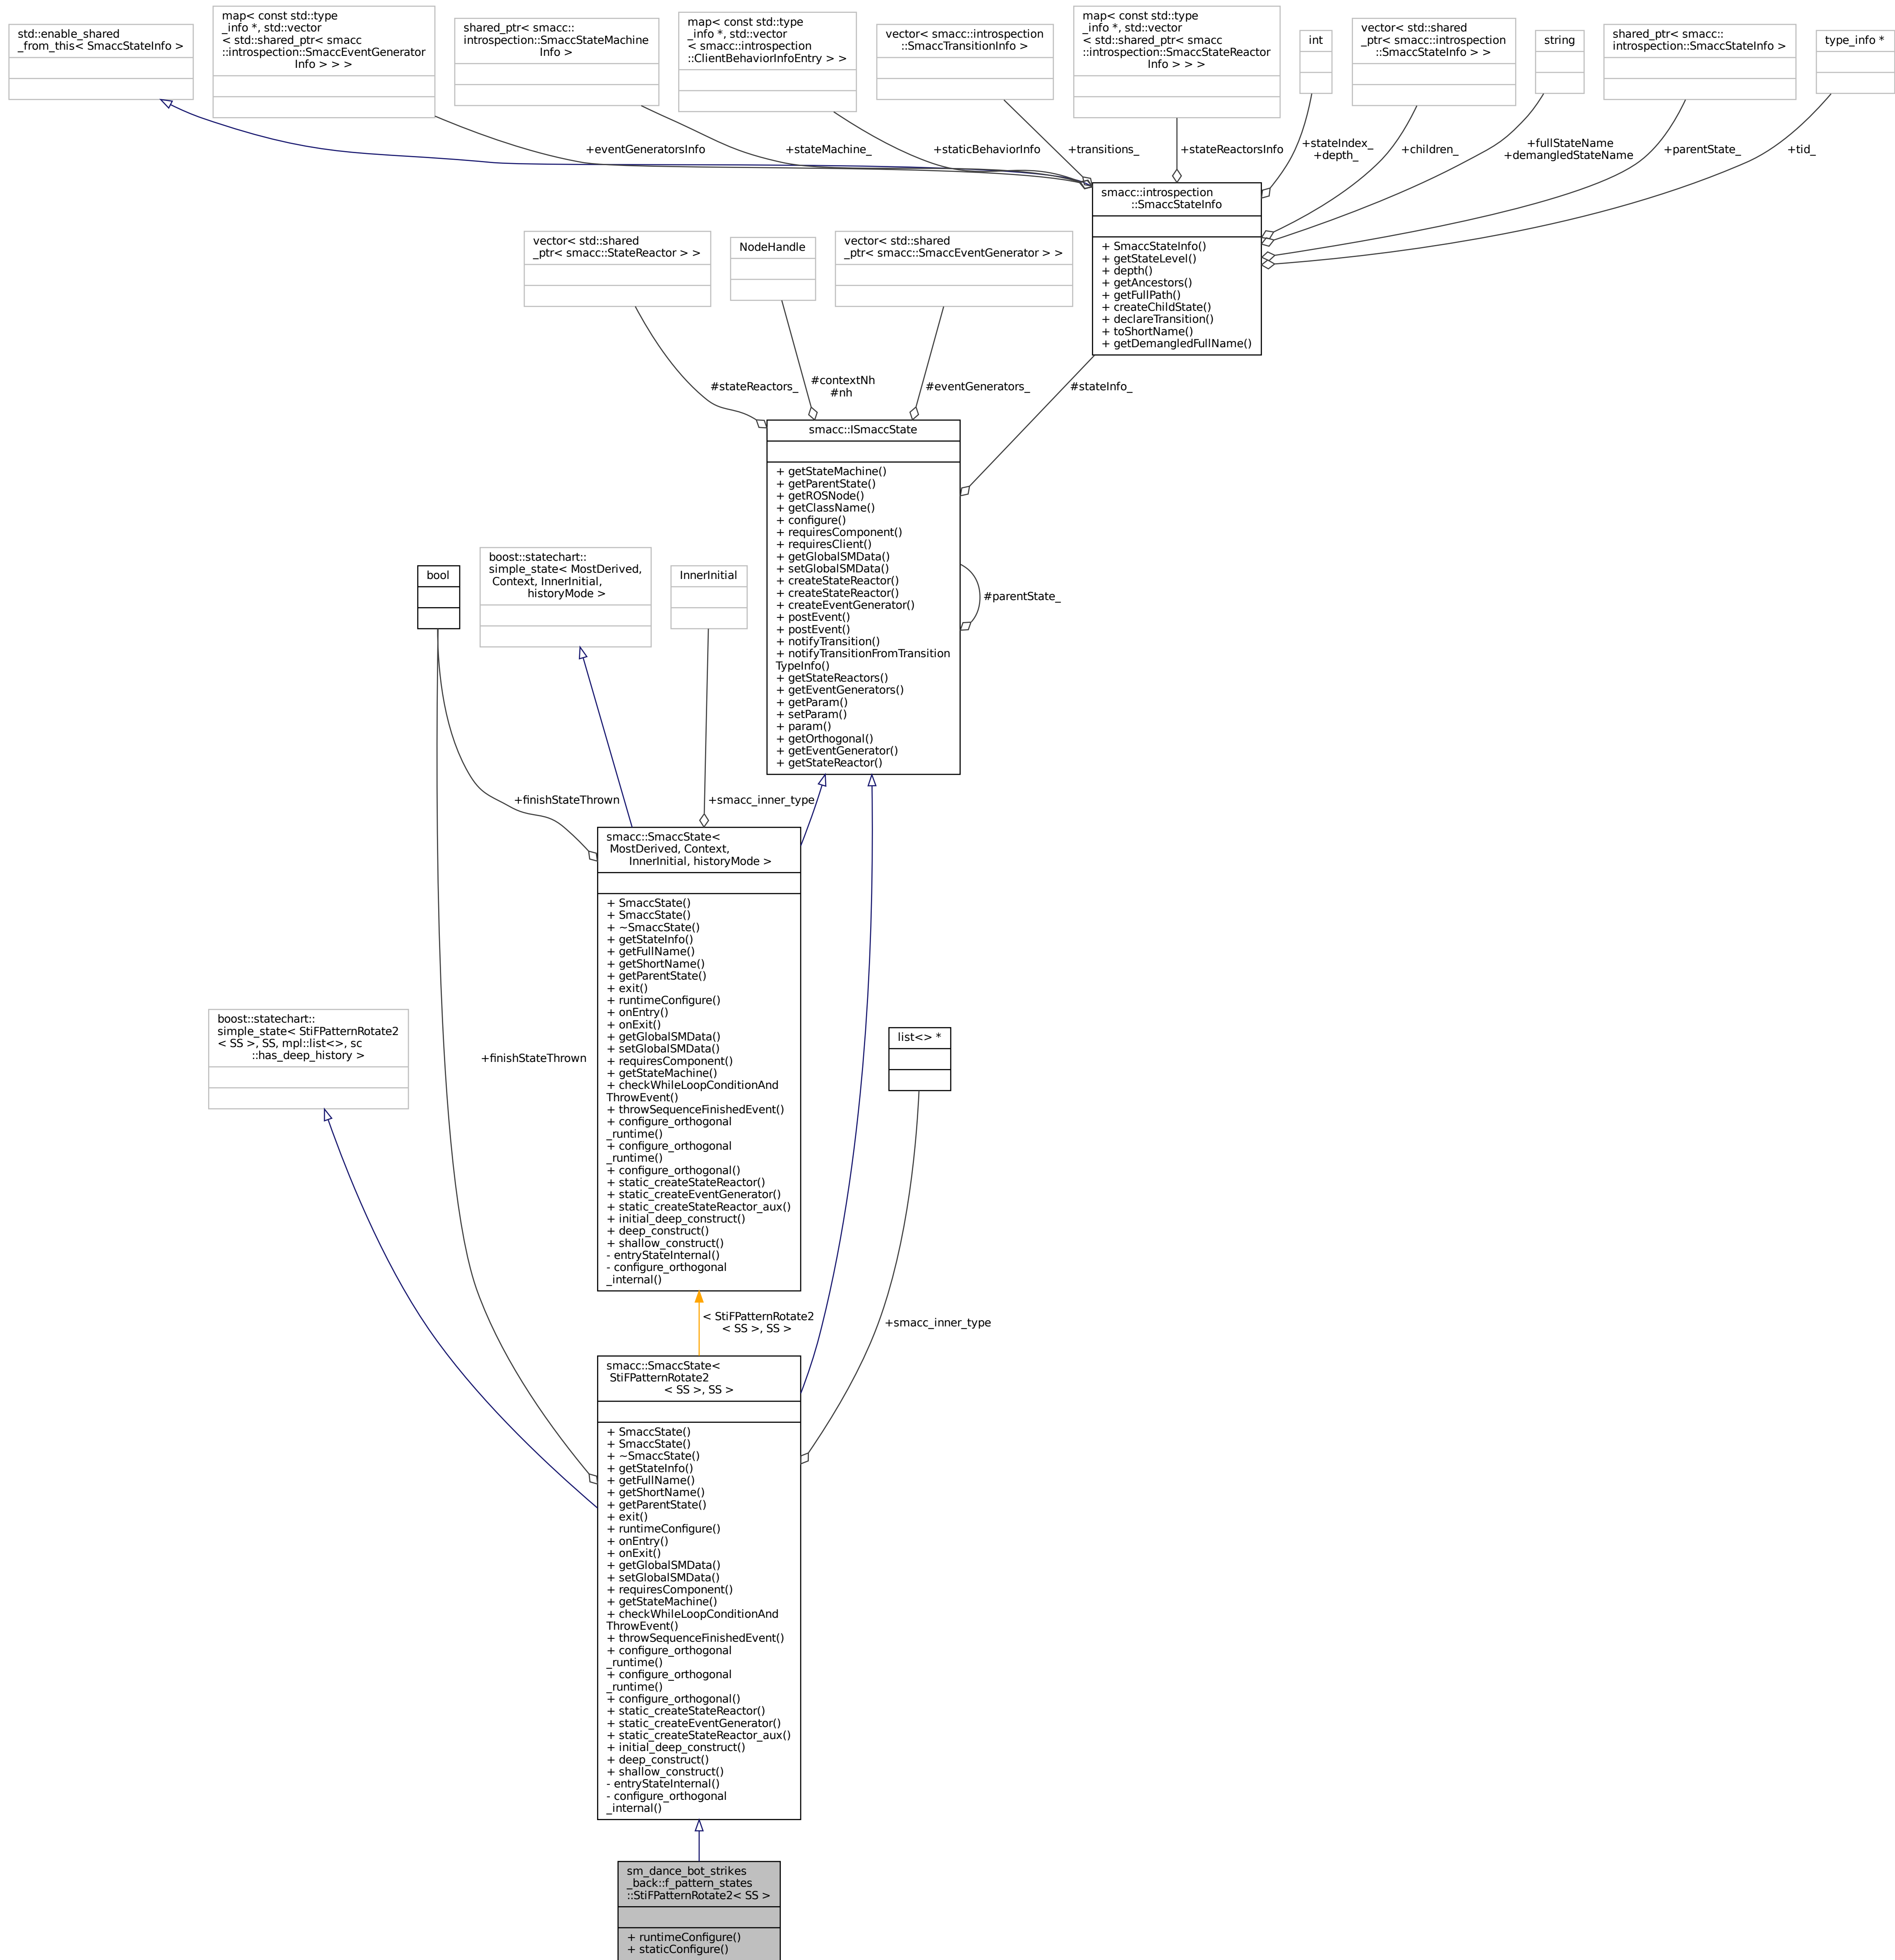 std::enable_shared
_from_this< SmaccStateInfo >
map< const std::type
_info *, std::vector
< std::shared_ptr< smacc
::introspection::SmaccEventGenerator
Info > > >
shared_ptr< smacc::
introspection::SmaccStateMachine
Info >
map< const std::type
_info *, std::vector
< smacc::introspection
::ClientBehaviorInfoEntry > >
vector< smacc::introspection
::SmaccTransitionInfo >
map< const std::type
_info *, std::vector
< std::shared_ptr< smacc
::introspection::SmaccStateReactor
Info > > >
int
vector< std::shared
_ptr< smacc::introspection
::SmaccStateInfo > >
string
shared_ptr< smacc::
introspection::SmaccStateInfo >
type_info *
+eventGeneratorsInfo
+stateMachine_
+staticBehaviorInfo
+transitions_
+stateReactorsInfo
+stateIndex_
+depth_
+children_
+fullStateName
+demangledStateName
+parentState_
+tid_
smacc::introspection
::SmaccStateInfo
+ SmaccStateInfo()
+ getStateLevel()
+ depth()
+ getAncestors()
+ getFullPath()
+ createChildState()
+ declareTransition()
+ toShortName()
+ getDemangledFullName()
vector< std::shared
_ptr< smacc::StateReactor > >
NodeHandle
vector< std::shared
_ptr< smacc::SmaccEventGenerator > >
#stateReactors_
#contextNh
#nh
#eventGenerators_
#stateInfo_
smacc::ISmaccState
+ getStateMachine()
+ getParentState()
+ getROSNode()
+ getClassName()
+ configure()
+ requiresComponent()
+ requiresClient()
+ getGlobalSMData()
+ setGlobalSMData()
+ createStateReactor()
+ createStateReactor()
+ createEventGenerator()
+ postEvent()
+ postEvent()
+ notifyTransition()
+ notifyTransitionFromTransition
TypeInfo()
+ getStateReactors()
+ getEventGenerators()
+ getParam()
+ setParam()
+ param()
+ getOrthogonal()
+ getEventGenerator()
+ getStateReactor()
#parentState_
bool
boost::statechart::
simple_state< MostDerived,
Context, InnerInitial,
historyMode >
InnerInitial
+finishStateThrown
+smacc_inner_type
smacc::SmaccState<
MostDerived, Context,
InnerInitial, historyMode >
+ SmaccState()
+ SmaccState()
+ ~SmaccState()
+ getStateInfo()
+ getFullName()
+ getShortName()
+ getParentState()
+ exit()
+ runtimeConfigure()
+ onEntry()
+ onExit()
+ getGlobalSMData()
+ setGlobalSMData()
+ requiresComponent()
+ getStateMachine()
+ checkWhileLoopConditionAnd
ThrowEvent()
+ throwSequenceFinishedEvent()
+ configure_orthogonal
_runtime()
+ configure_orthogonal
_runtime()
+ configure_orthogonal()
+ static_createStateReactor()
+ static_createEventGenerator()
+ static_createStateReactor_aux()
+ initial_deep_construct()
+ deep_construct()
+ shallow_construct()
- entryStateInternal()
- configure_orthogonal
_internal()
boost::statechart::
simple_state< StiFPatternRotate2
< SS >, SS, mpl::list<>, sc
::has_deep_history >
+finishStateThrown
list<> *
< StiFPatternRotate2
< SS >, SS >
+smacc_inner_type
smacc::SmaccState<
StiFPatternRotate2
< SS >, SS >
+ SmaccState()
+ SmaccState()
+ ~SmaccState()
+ getStateInfo()
+ getFullName()
+ getShortName()
+ getParentState()
+ exit()
+ runtimeConfigure()
+ onEntry()
+ onExit()
+ getGlobalSMData()
+ setGlobalSMData()
+ requiresComponent()
+ getStateMachine()
+ checkWhileLoopConditionAnd
ThrowEvent()
+ throwSequenceFinishedEvent()
+ configure_orthogonal
_runtime()
+ configure_orthogonal
_runtime()
+ configure_orthogonal()
+ static_createStateReactor()
+ static_createEventGenerator()
+ static_createStateReactor_aux()
+ initial_deep_construct()
+ deep_construct()
+ shallow_construct()
- entryStateInternal()
- configure_orthogonal
_internal()
sm_dance_bot_strikes
_back::f_pattern_states
::StiFPatternRotate2< SS >
+ runtimeConfigure()
+ staticConfigure()